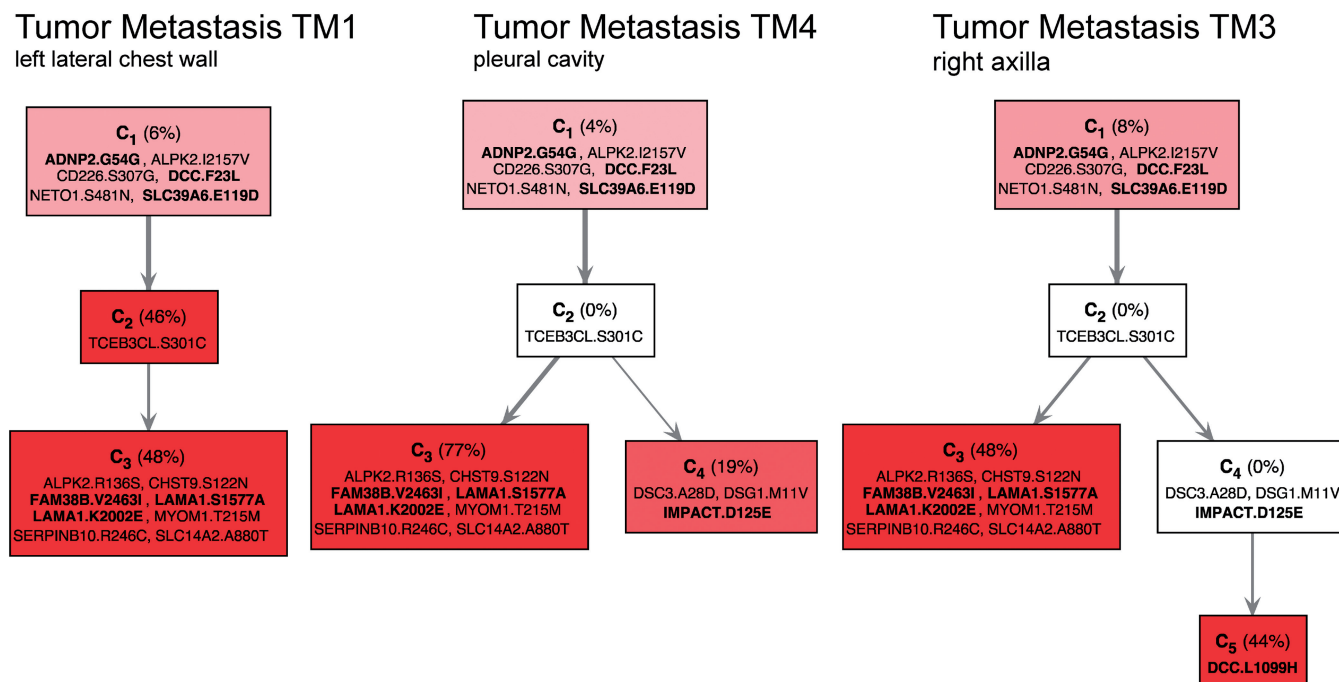 Tumor Metastasis TM1
left lateral chest wall
C1 (6%)
ADNP2.G54G , ALPK2.I2157V
CD226.S307G, DCC.F23L
NETO1.S481N, SLC39A6.E119D
C2 (46%)
TCEB3CL.S301C
C3 (48%)
ALPK2.R136S, CHST9.S122N
FAM38B.V2463I , LAMA1.S1577A
LAMA1.K2002E , MYOM1.T215M
SERPINB10.R246C, SLC14A2.A880T
Tumor Metastasis TM4
pleural cavity
C1 (4%)
ADNP2.G54G , ALPK2.I2157V
CD226.S307G, DCC.F23L
NETO1.S481N, SLC39A6.E119D
C2 (0%)
TCEB3CL.S301C
C3 (77%)
ALPK2.R136S, CHST9.S122N
FAM38B.V2463I , LAMA1.S1577A
LAMA1.K2002E , MYOM1.T215M
SERPINB10.R246C, SLC14A2.A880T
C4 (19%)
DSC3.A28D, DSG1.M11V
IMPACT.D125E
Tumor Metastasis TM3
right axilla
C1 (8%)
ADNP2.G54G , ALPK2.I2157V
CD226.S307G, DCC.F23L
NETO1.S481N, SLC39A6.E119D
C2 (0%)
TCEB3CL.S301C
C3 (48%)
ALPK2.R136S, CHST9.S122N
FAM38B.V2463I , LAMA1.S1577A
LAMA1.K2002E , MYOM1.T215M
SERPINB10.R246C, SLC14A2.A880T
C4 (0%)
DSC3.A28D, DSG1.M11V
IMPACT.D125E
C5 (44%)
DCC.L1099H